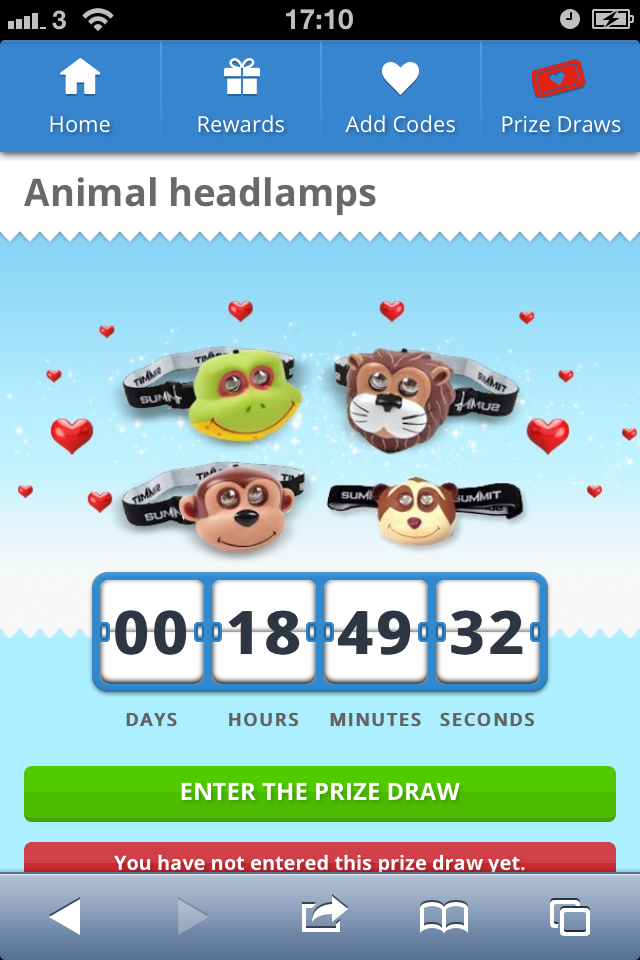 3 17:10
Home Rewards Add Codes Prize Draws
Animal headlamps
SUMMIT SUMMIT
SUMMIT
SUMMIT SUMMIT
00 18 49 32
DAYS HOURS MINUTES SECONDS
ENTER THE PRIZE DRAW
You have not entered this prize draw yet.